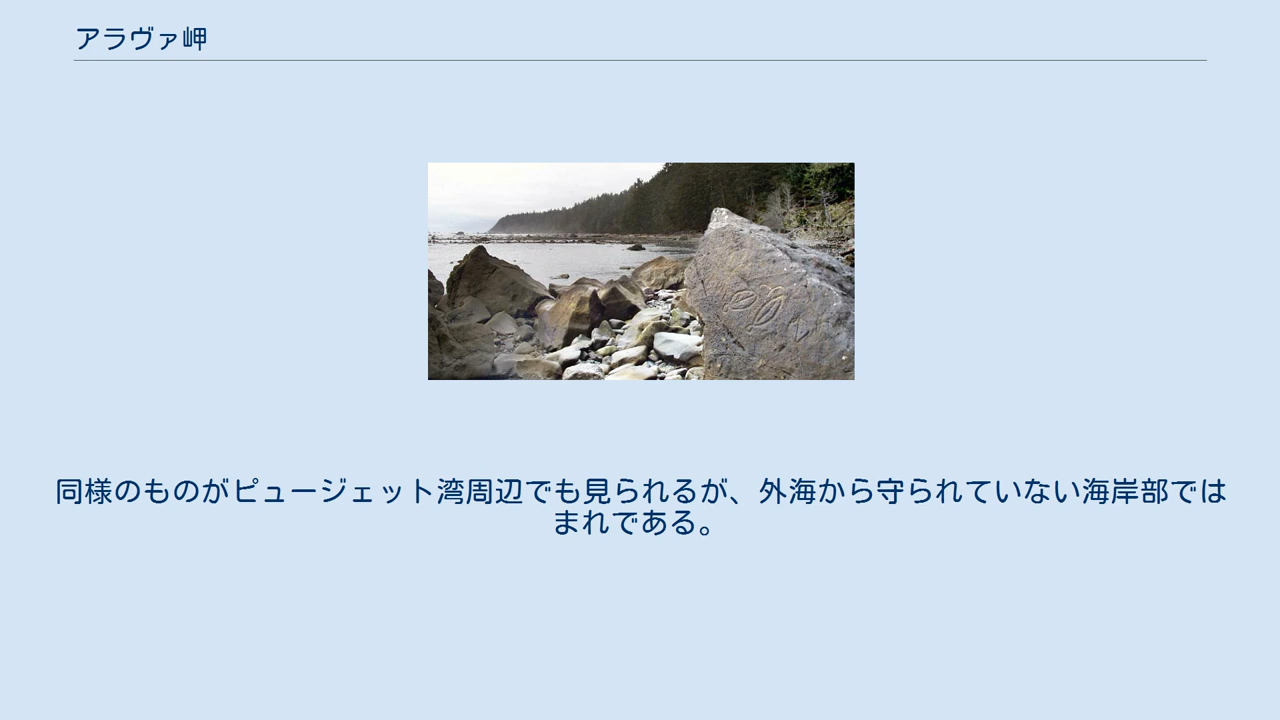 アラヴァ岬
同様のものがピュージェット湾周辺でも見られるが、外海から守られていない海岸部では
まれである。